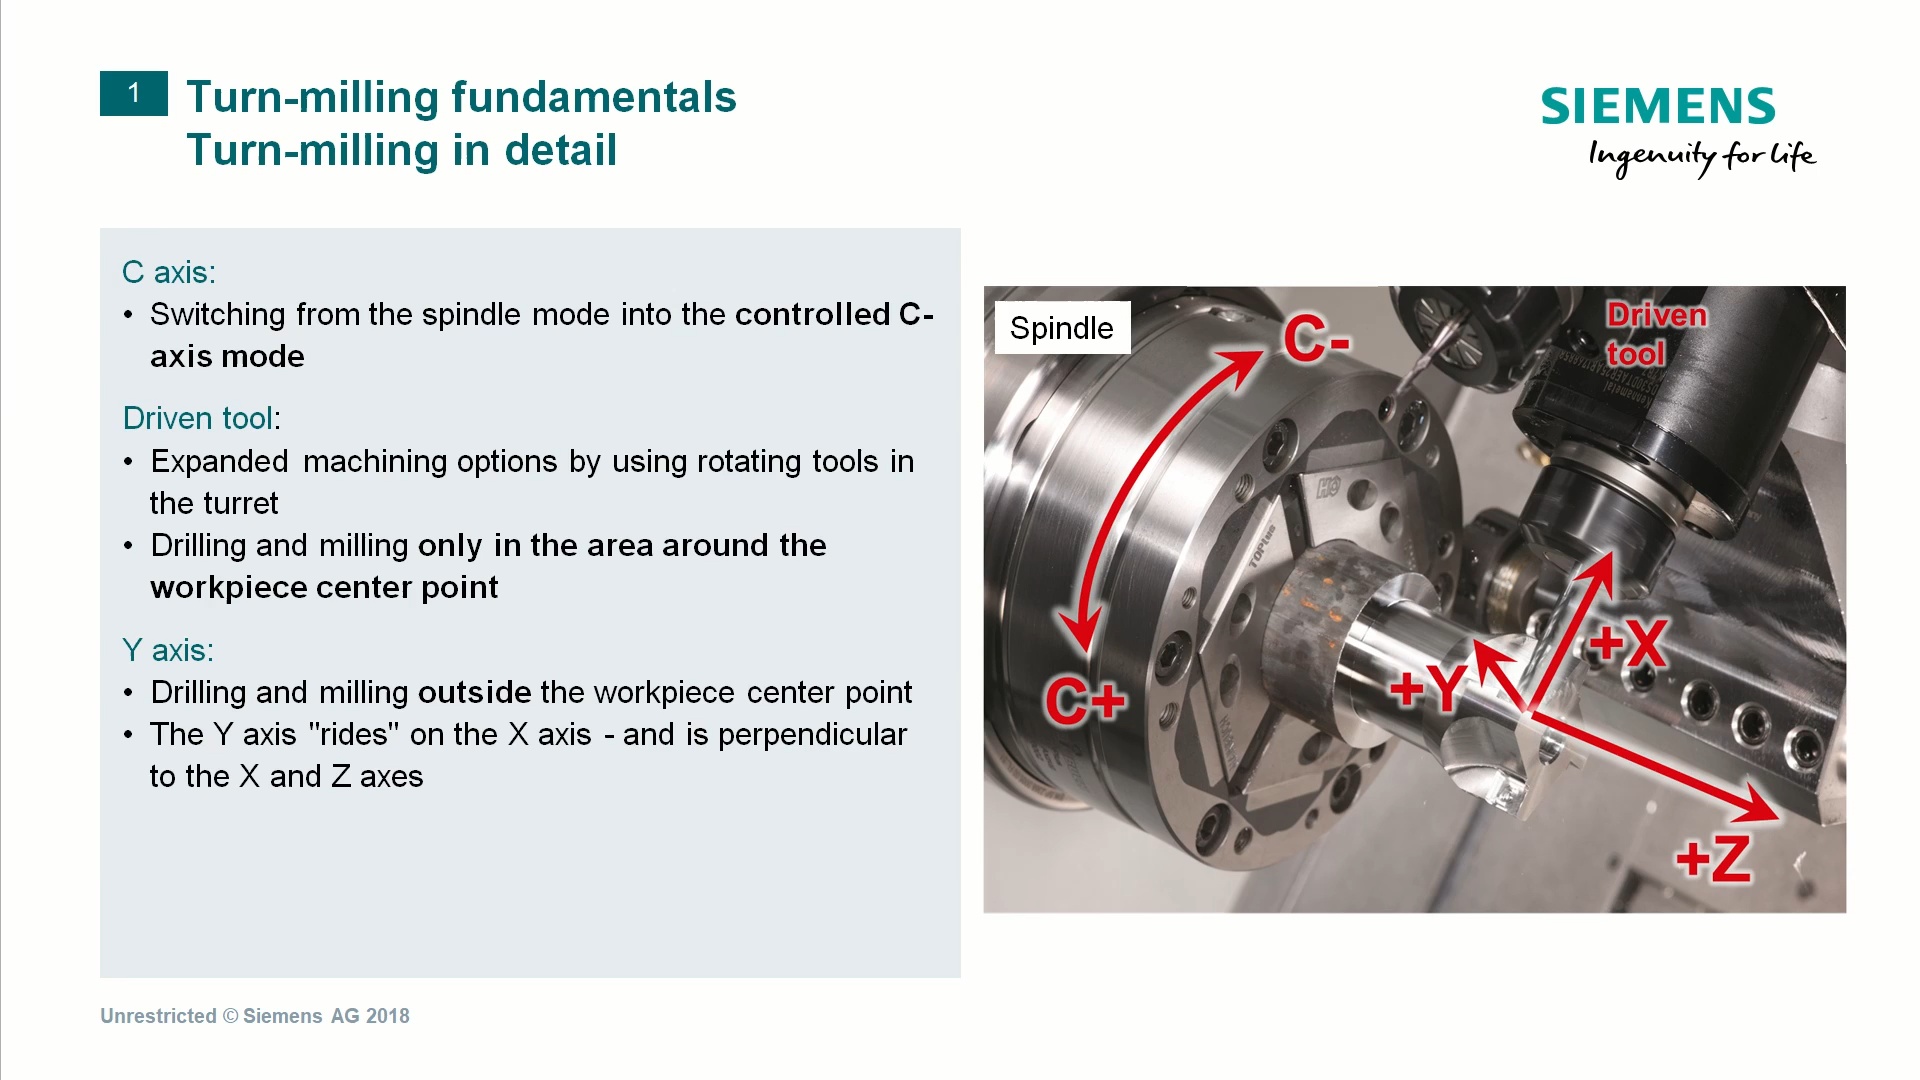 1
Turn-milling fundamentals
Turn-milling in detail
SIEMENS
Ingenuity for life
C axis:
• Switching from the spindle mode into the controlled C-
axis mode
Driven tool:
• Expanded machining options by using rotating tools in
the turret
• Drilling and milling only in the area around the
workpiece center point
Y axis:
• Drilling and milling outside the workpiece center point
• The Y axis "rides" on the X axis - and is perpendicular
to the X and Z axes
Spindle
C-
Driven
tool
Kennametal
TOPlus
+X
+Y
C+
+Z
Unrestricted © Siemens AG 2018